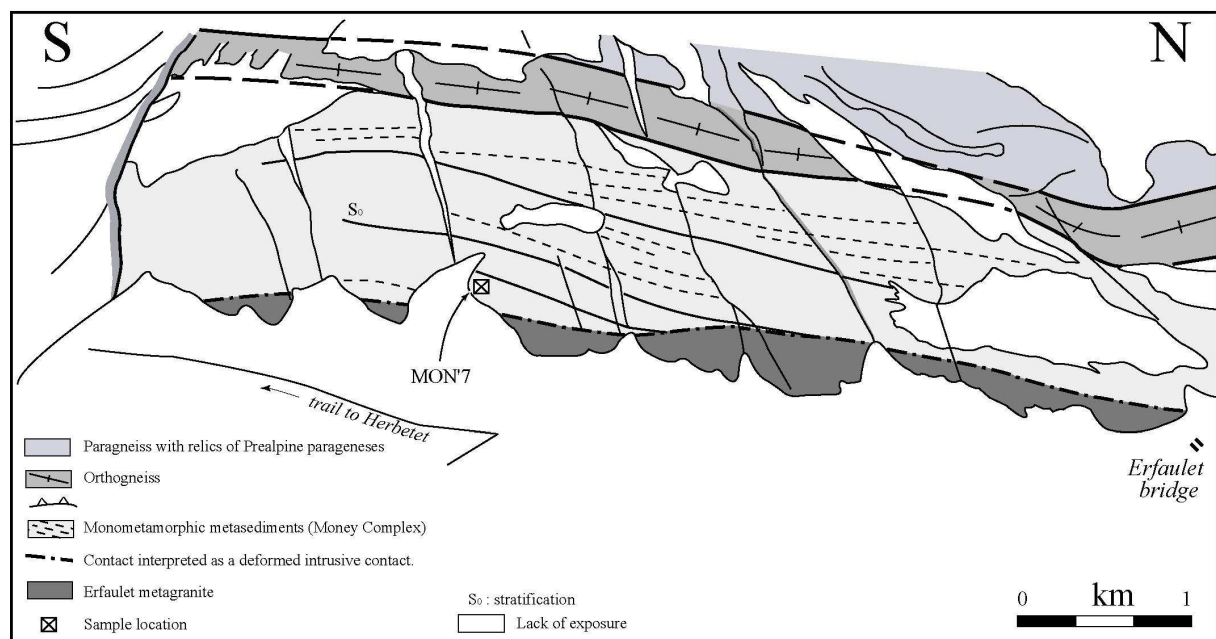 S
N
S₀
MON'7
trail to Herbetet
Erfaulet
bridge
Paragneiss with relics of Prealpine parageneses
Orthogneiss
Monometamorphic metasediments (Money Complex)
Contact interpreted as a deformed intrusive contact.
Erfaulet metagranite
Sample location
S₀ : stratification
Lack of exposure
0 km 1